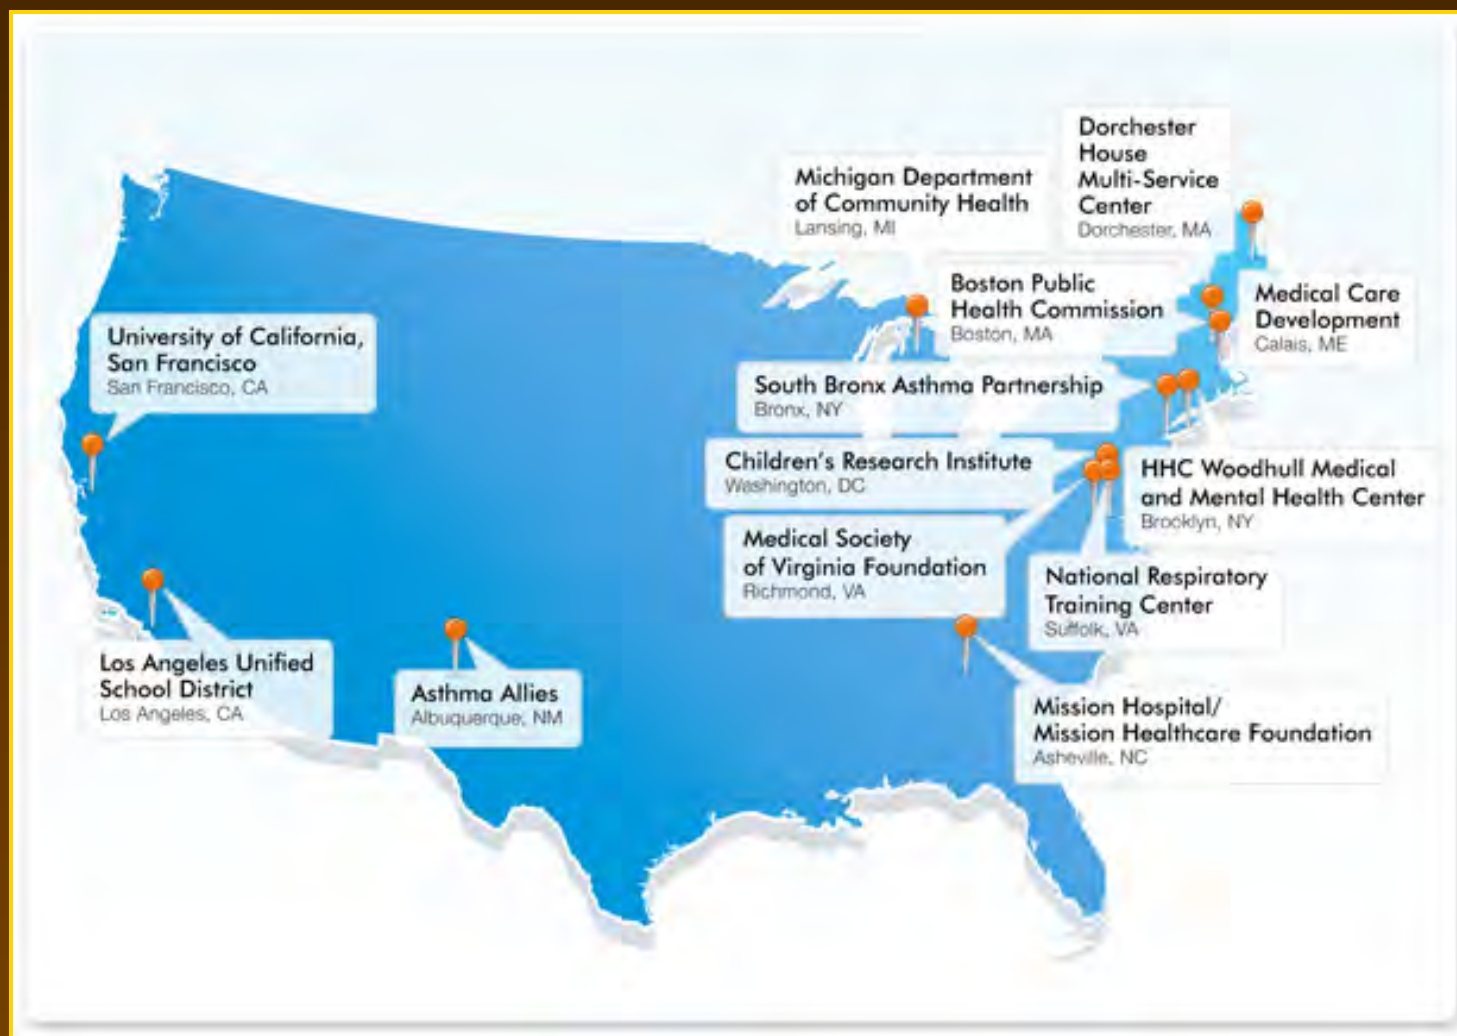 Dorchester
House
Multi-Service
Center
Dorchester, MA
Michigan Department
of Community Health
Lansing, MI
Boston Public
Health Commission
Boston, MA
Medical Care
Development
Calais, ME
University of California,
San Francisco
San Francisco, CA
South Bronx Asthma Partnership
Bronx, NY
Children's Research Institute
Washington, DC
HHC Woodhull Medical
and Mental Health Center
Brooklyn, NY
Medical Society
of Virginia Foundation
Richmond, VA
National Respiratory
Training Center
Suffolk, VA
Los Angeles Unified
School District
Los Angeles, CA
Asthma Allies
Albuquerque, NM
Mission Hospital/
Mission Healthcare Foundation
Asheville, NC